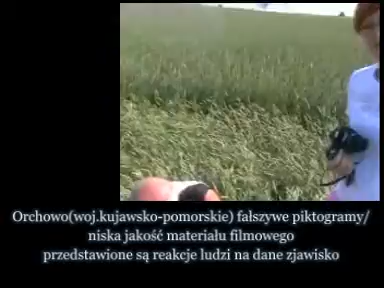 Orchowo(woj.kujawsko-pomorskie) fałszywe piktogramy/
niska jakość materiału filmowego
przedstawione są reakcje ludzi na dane zjawisko